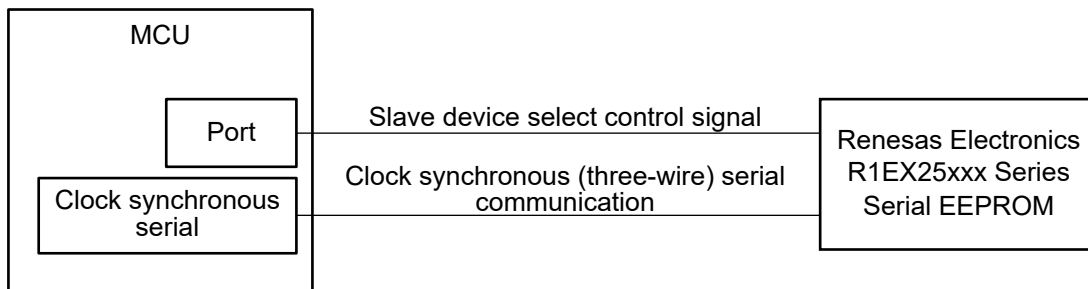 MCU
Port
Slave device select control signal
Clock synchronous (three-wire) serial
communication
Clock synchronous
serial
Renesas Electronics
R1EX25xxx Series
Serial EEPROM